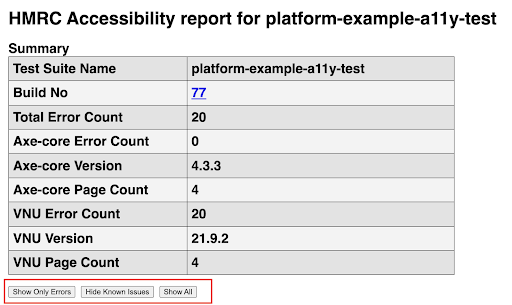 HMRC Accessibility report for platform-example-a11y-test
Summary
Test Suite Name platform-example-a11y-test
Build No 77
Total Error Count 20
Axe-core Error Count 0
Axe-core Version 4.3.3
Axe-core Page Count 4
VNU Error Count 20
VNU Version 21.9.2
VNU Page Count 4
Show Only Errors Hide Known Issues Show All